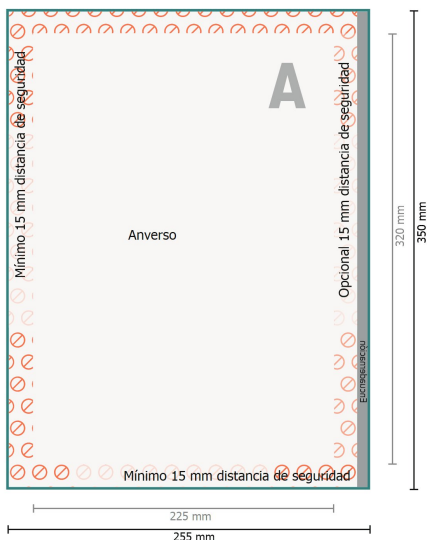 A
Mínimo 15 mm distancia de seguridad
Opcional 15 mm distancia de seguridad
Anverso
320 mm
350 mm
Encuadernación
Mínimo 15 mm distancia de seguridad
225 mm
255 mm